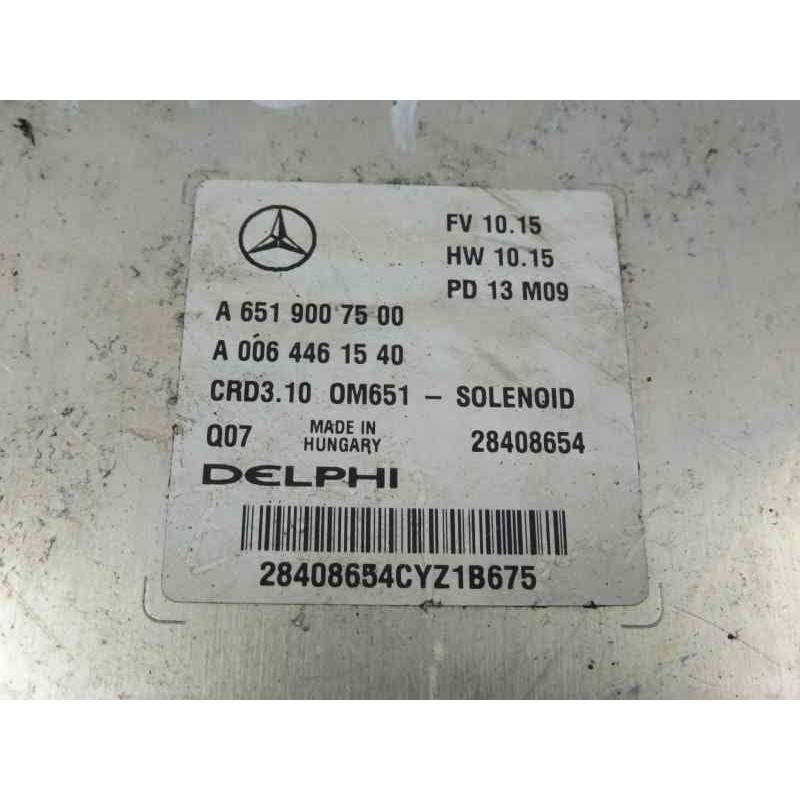 FV 10.15
HW 10.15
PD 13 M09
A 651 900 75 00
A 006 446 15 40
CRD3.10 OM651 – SOLENOID
Q07 MADE IN HUNGARY 28408654
DELPHI
28408654CYZ1B675